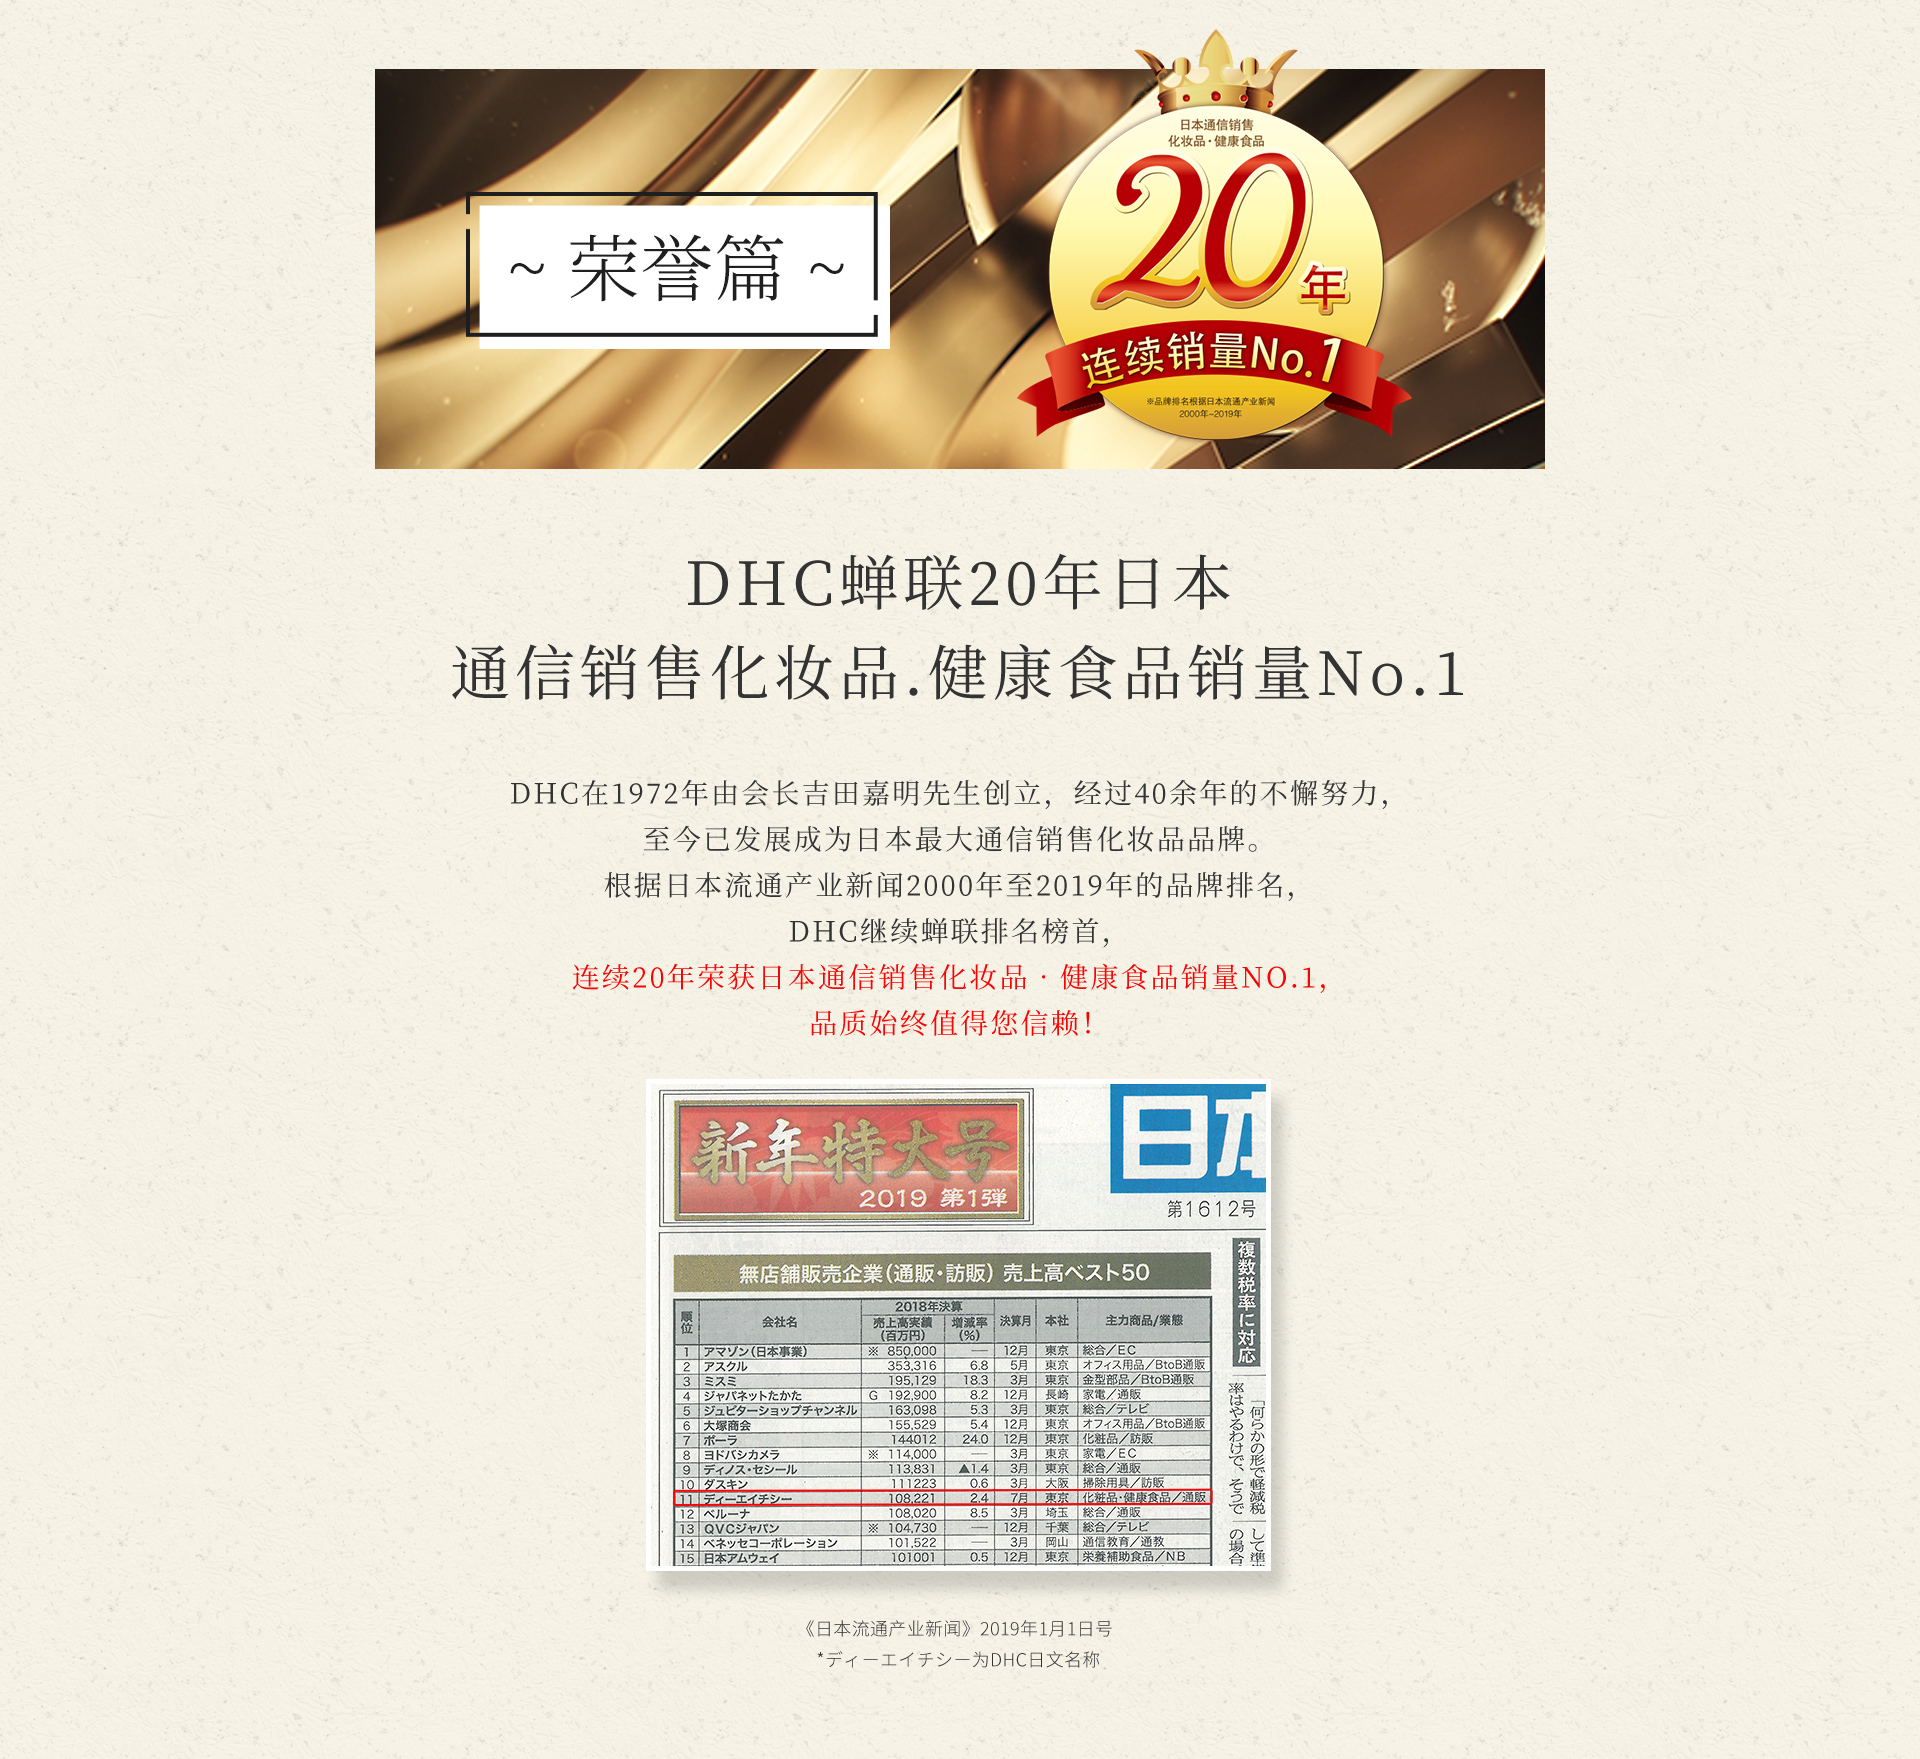 日本通信销售
化妆品·健康食品
20年
连续销量No.1
※品牌排名根据日本流通产业新闻
2000年~2019年
~ 荣誉篇 ~
DHC蝉联20年日本
通信销售化妆品.健康食品销量No.1
DHC在1972年由会长吉田嘉明先生创立，经过40余年的不懈努力，
至今已发展成为日本最大通信销售化妆品品牌。
根据日本流通产业新闻2000年至2019年的品牌排名，
DHC继续蝉联排名榜首，
连续20年荣获日本通信销售化妆品·健康食品销量NO.1，
品质始终值得您信赖！
新年特大号
2019 第1弾
日本
第1612号
無店舗販売企業(通販・訪販) 売上高ベスト50
順位 会社名 2018年決算 売上高実績(百万円) 増減率(%) 決算月 本社 主力商品/業態
1 アマゾン(日本事業) ※ 850,000 — 12月 東京 総合／EC
2 アスクル 353,316 6.8 5月 東京 オフィス用品／BtoB通販
3 ミスミ 195,129 18.3 3月 東京 金型部品／BtoB通販
4 ジャパネットたかた G 192,900 8.2 12月 長崎 家電／通販
5 ジュピターショップチャンネル 163,098 5.3 3月 東京 総合／テレビ
6 大塚商会 155,529 5.4 12月 東京 オフィス用品／BtoB通販
7 ポーラ 144012 24.0 12月 東京 化粧品／訪販
8 ヨドバシカメラ ※ 114,000 — 3月 東京 家電／EC
9 ディノス・セシール 113,831 ▲1.4 3月 東京 総合／通販
10 ダスキン 111223 0.6 3月 大阪 掃除用具／訪販
11 ディーエイチシー 108,221 2.4 7月 東京 化粧品・健康食品／通販
12 ベルーナ 108,020 8.5 3月 埼玉 総合／通販
13 QVCジャパン ※ 104,730 — 12月 千葉 総合／テレビ
14 ベネッセコーポレーション 101,522 — 3月 岡山 通信教育／通教
15 日本アムウェイ 101001 0.5 12月 東京 栄養補助食品／NB
複数税率に対応
「何らかの形で軽減税
率はやるわけで、そうで
して準
の場合
《日本流通产业新闻》2019年1月1日号
*ディーエイチシー为DHC日文名称